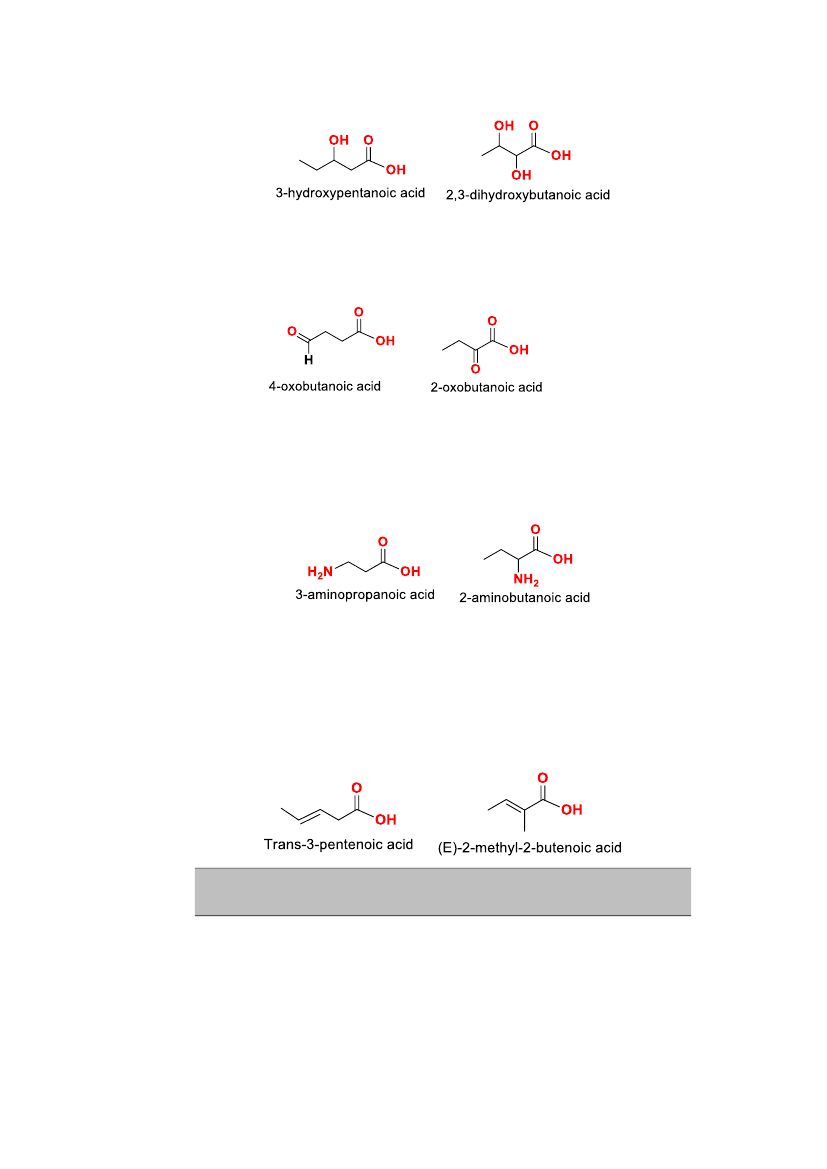 OH O OH
OH O OH OH
3-hydroxypentanoic acid
2,3-dihydroxybutanoic acid
O H O OH
O OH O
4-oxobutanoic acid
2-oxobutanoic acid
H2N O OH
O OH NH2
3-aminopropanoic acid
2-aminobutanoic acid
O OH
O OH
Trans-3-pentenoic acid
(E)-2-methyl-2-butenoic acid